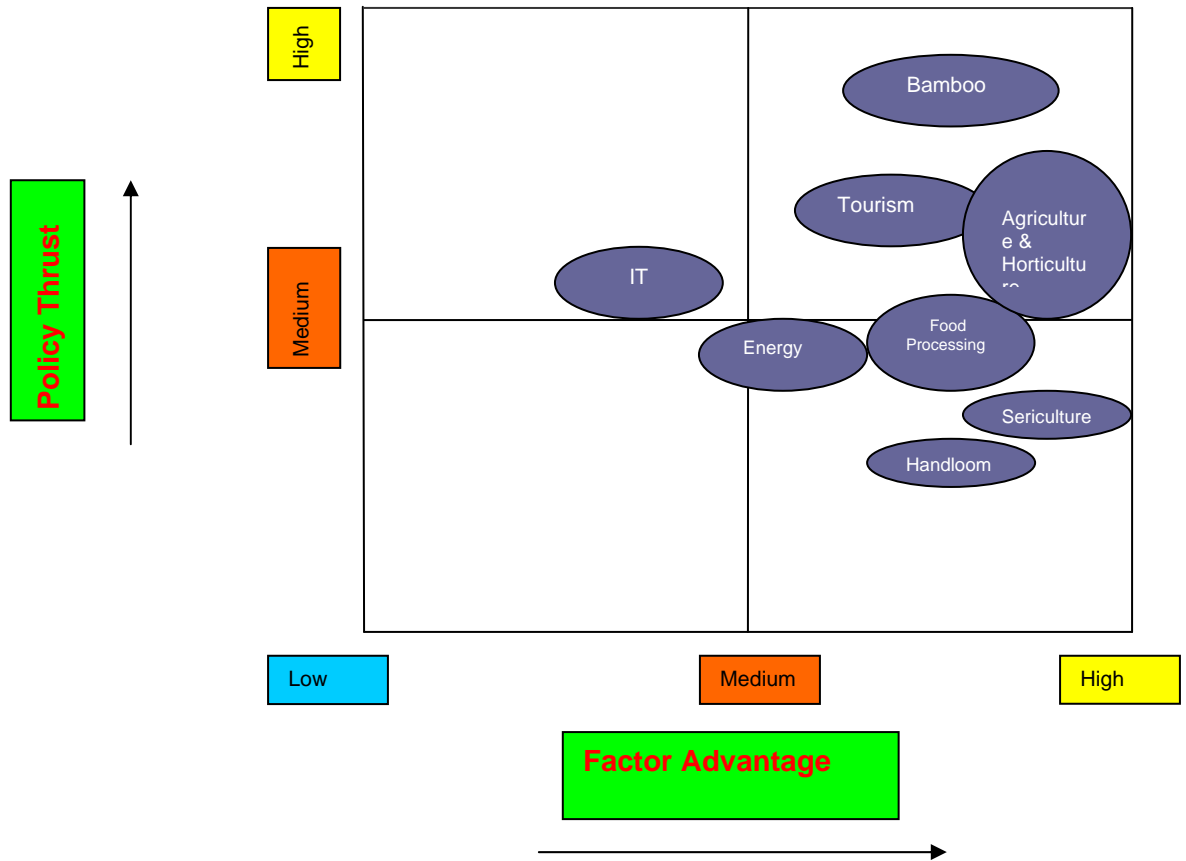 High
Bamboo
Policy Thrust
Tourism
Agricultur
e &
Horticultu
Medium
IT
Food
Processing
Energy
Sericulture
Handloom
Low
Medium
High
Factor Advantage